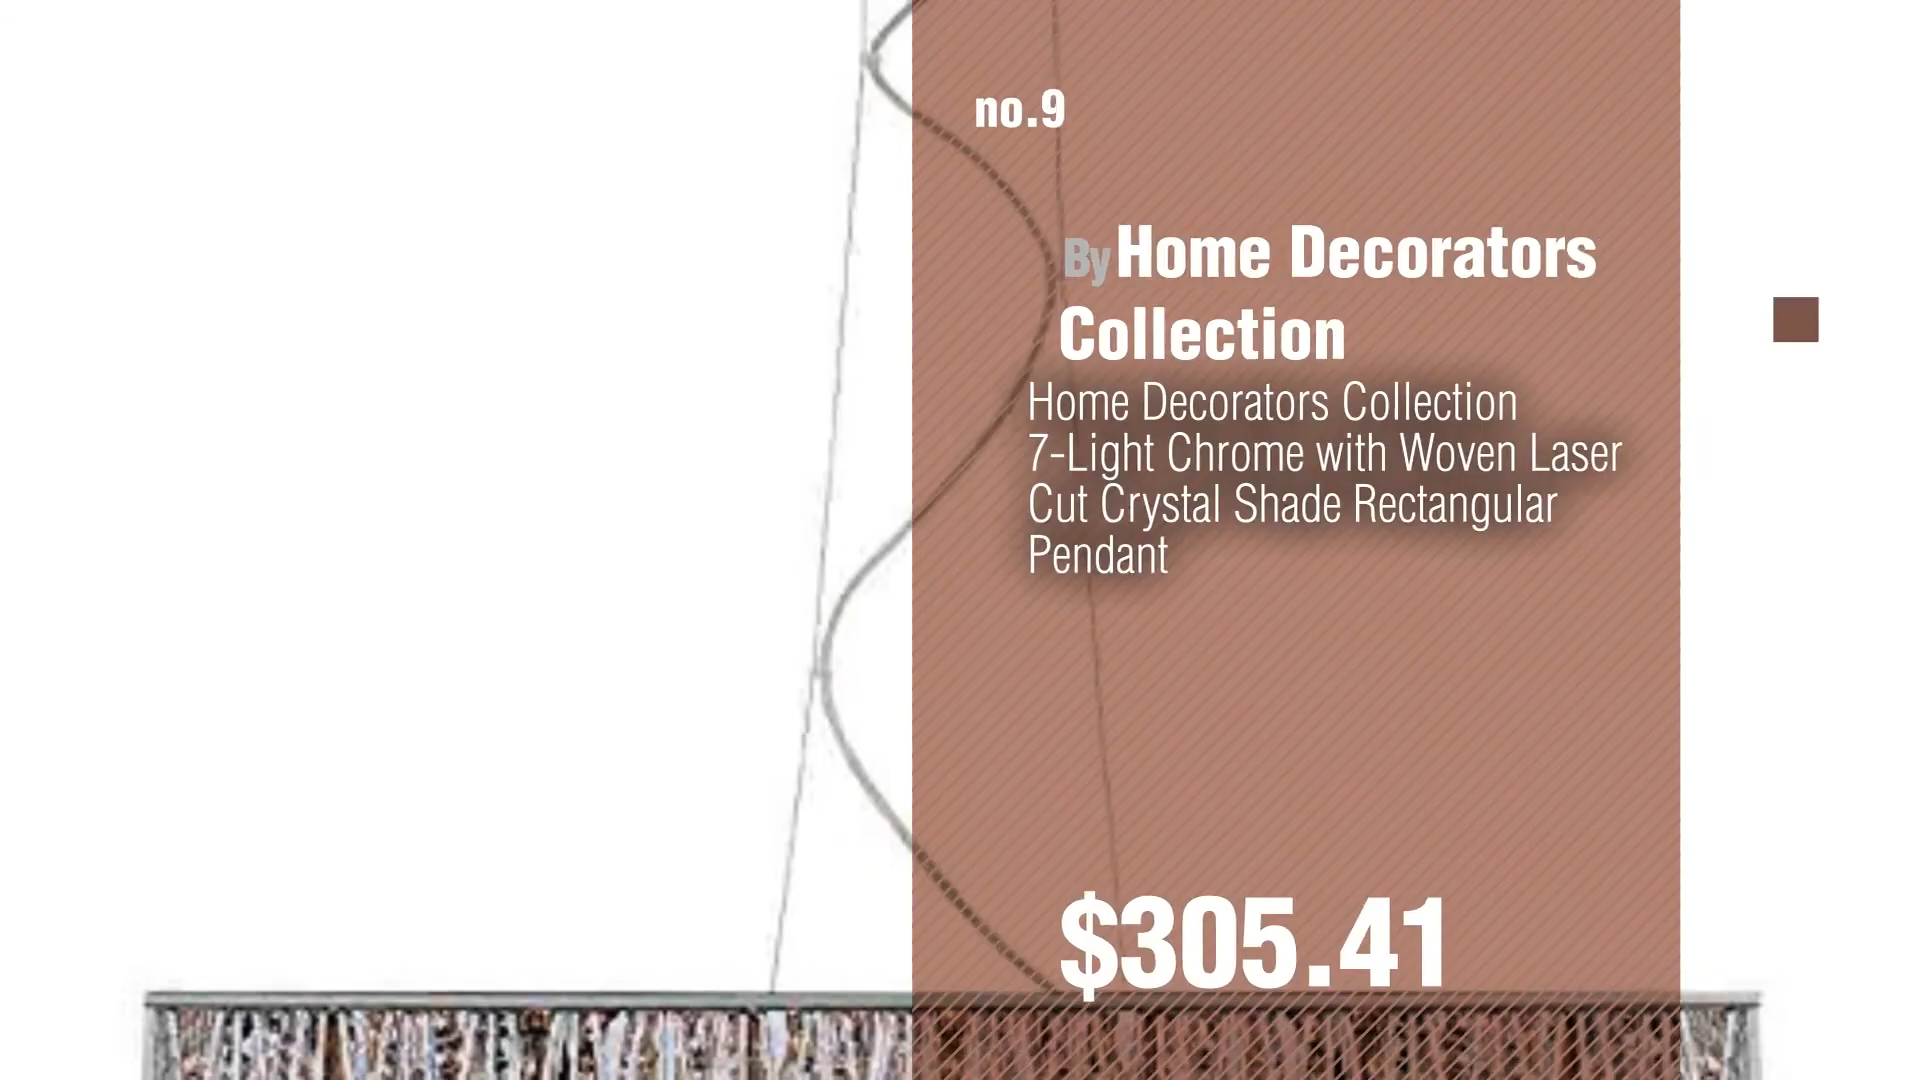 no.9
By Home Decorators
Collection
Home Decorators Collection
7-Light Chrome with Woven Laser
Cut Crystal Shade Rectangular
Pendant
$305.41